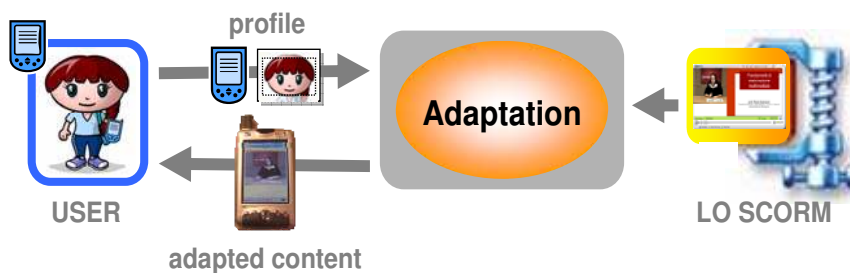 profile
Adaptation
USER
LO SCORM
adapted content